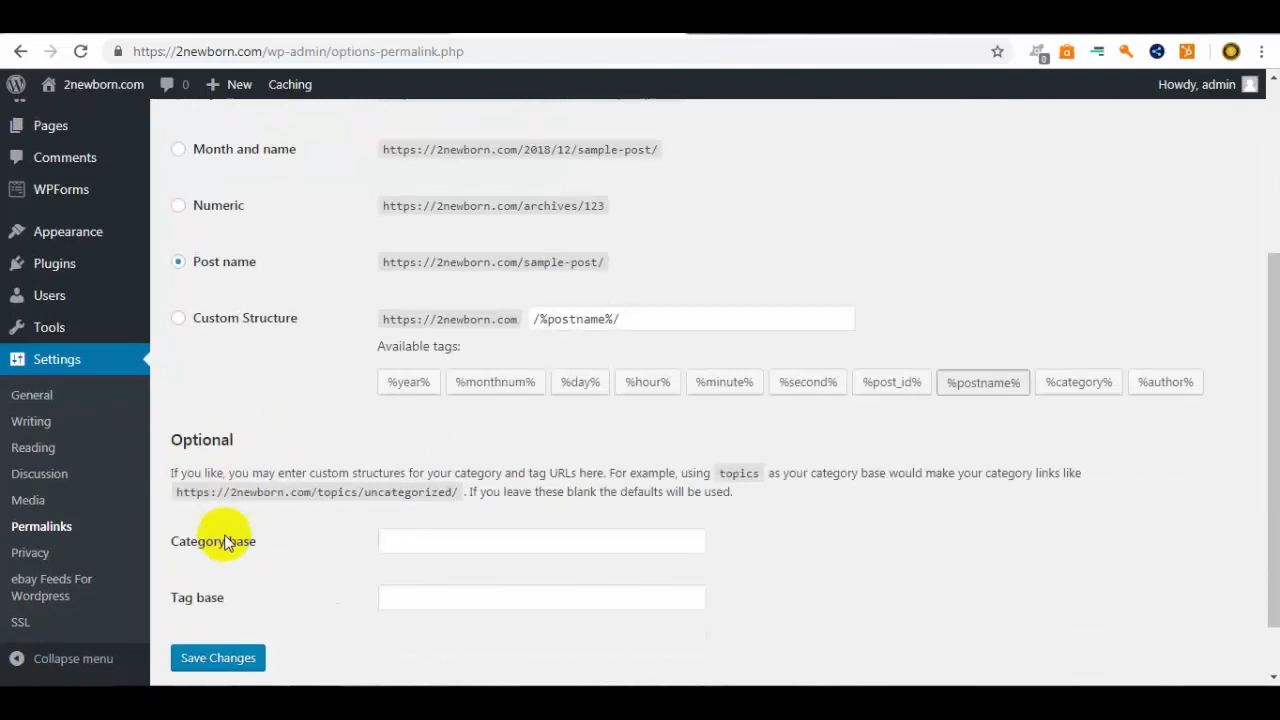 https://2newborn.com/wp-admin/options-permalink.php
0
2newborn.com 0 New Caching Howdy, admin
Pages
Comments
WPForms
Appearance
Plugins
Users
Tools
Settings
General
Writing
Reading
Discussion
Media
Permalinks
Privacy
ebay Feeds For
Wordpress
SSL
Collapse menu
Month and name https://2newborn.com/2018/12/sample-post/
Numeric https://2newborn.com/archives/123
Post name https://2newborn.com/sample-post/
Custom Structure https://2newborn.com /%postname%/
Available tags:
%year% %monthnum% %day% %hour% %minute% %second% %post_id% %postname% %category% %author%
Optional
If you like, you may enter custom structures for your category and tag URLs here. For example, using topics as your category base would make your category links like
https://2newborn.com/topics/uncategorized/ . If you leave these blank the defaults will be used.
Category base
Tag base
Save Changes